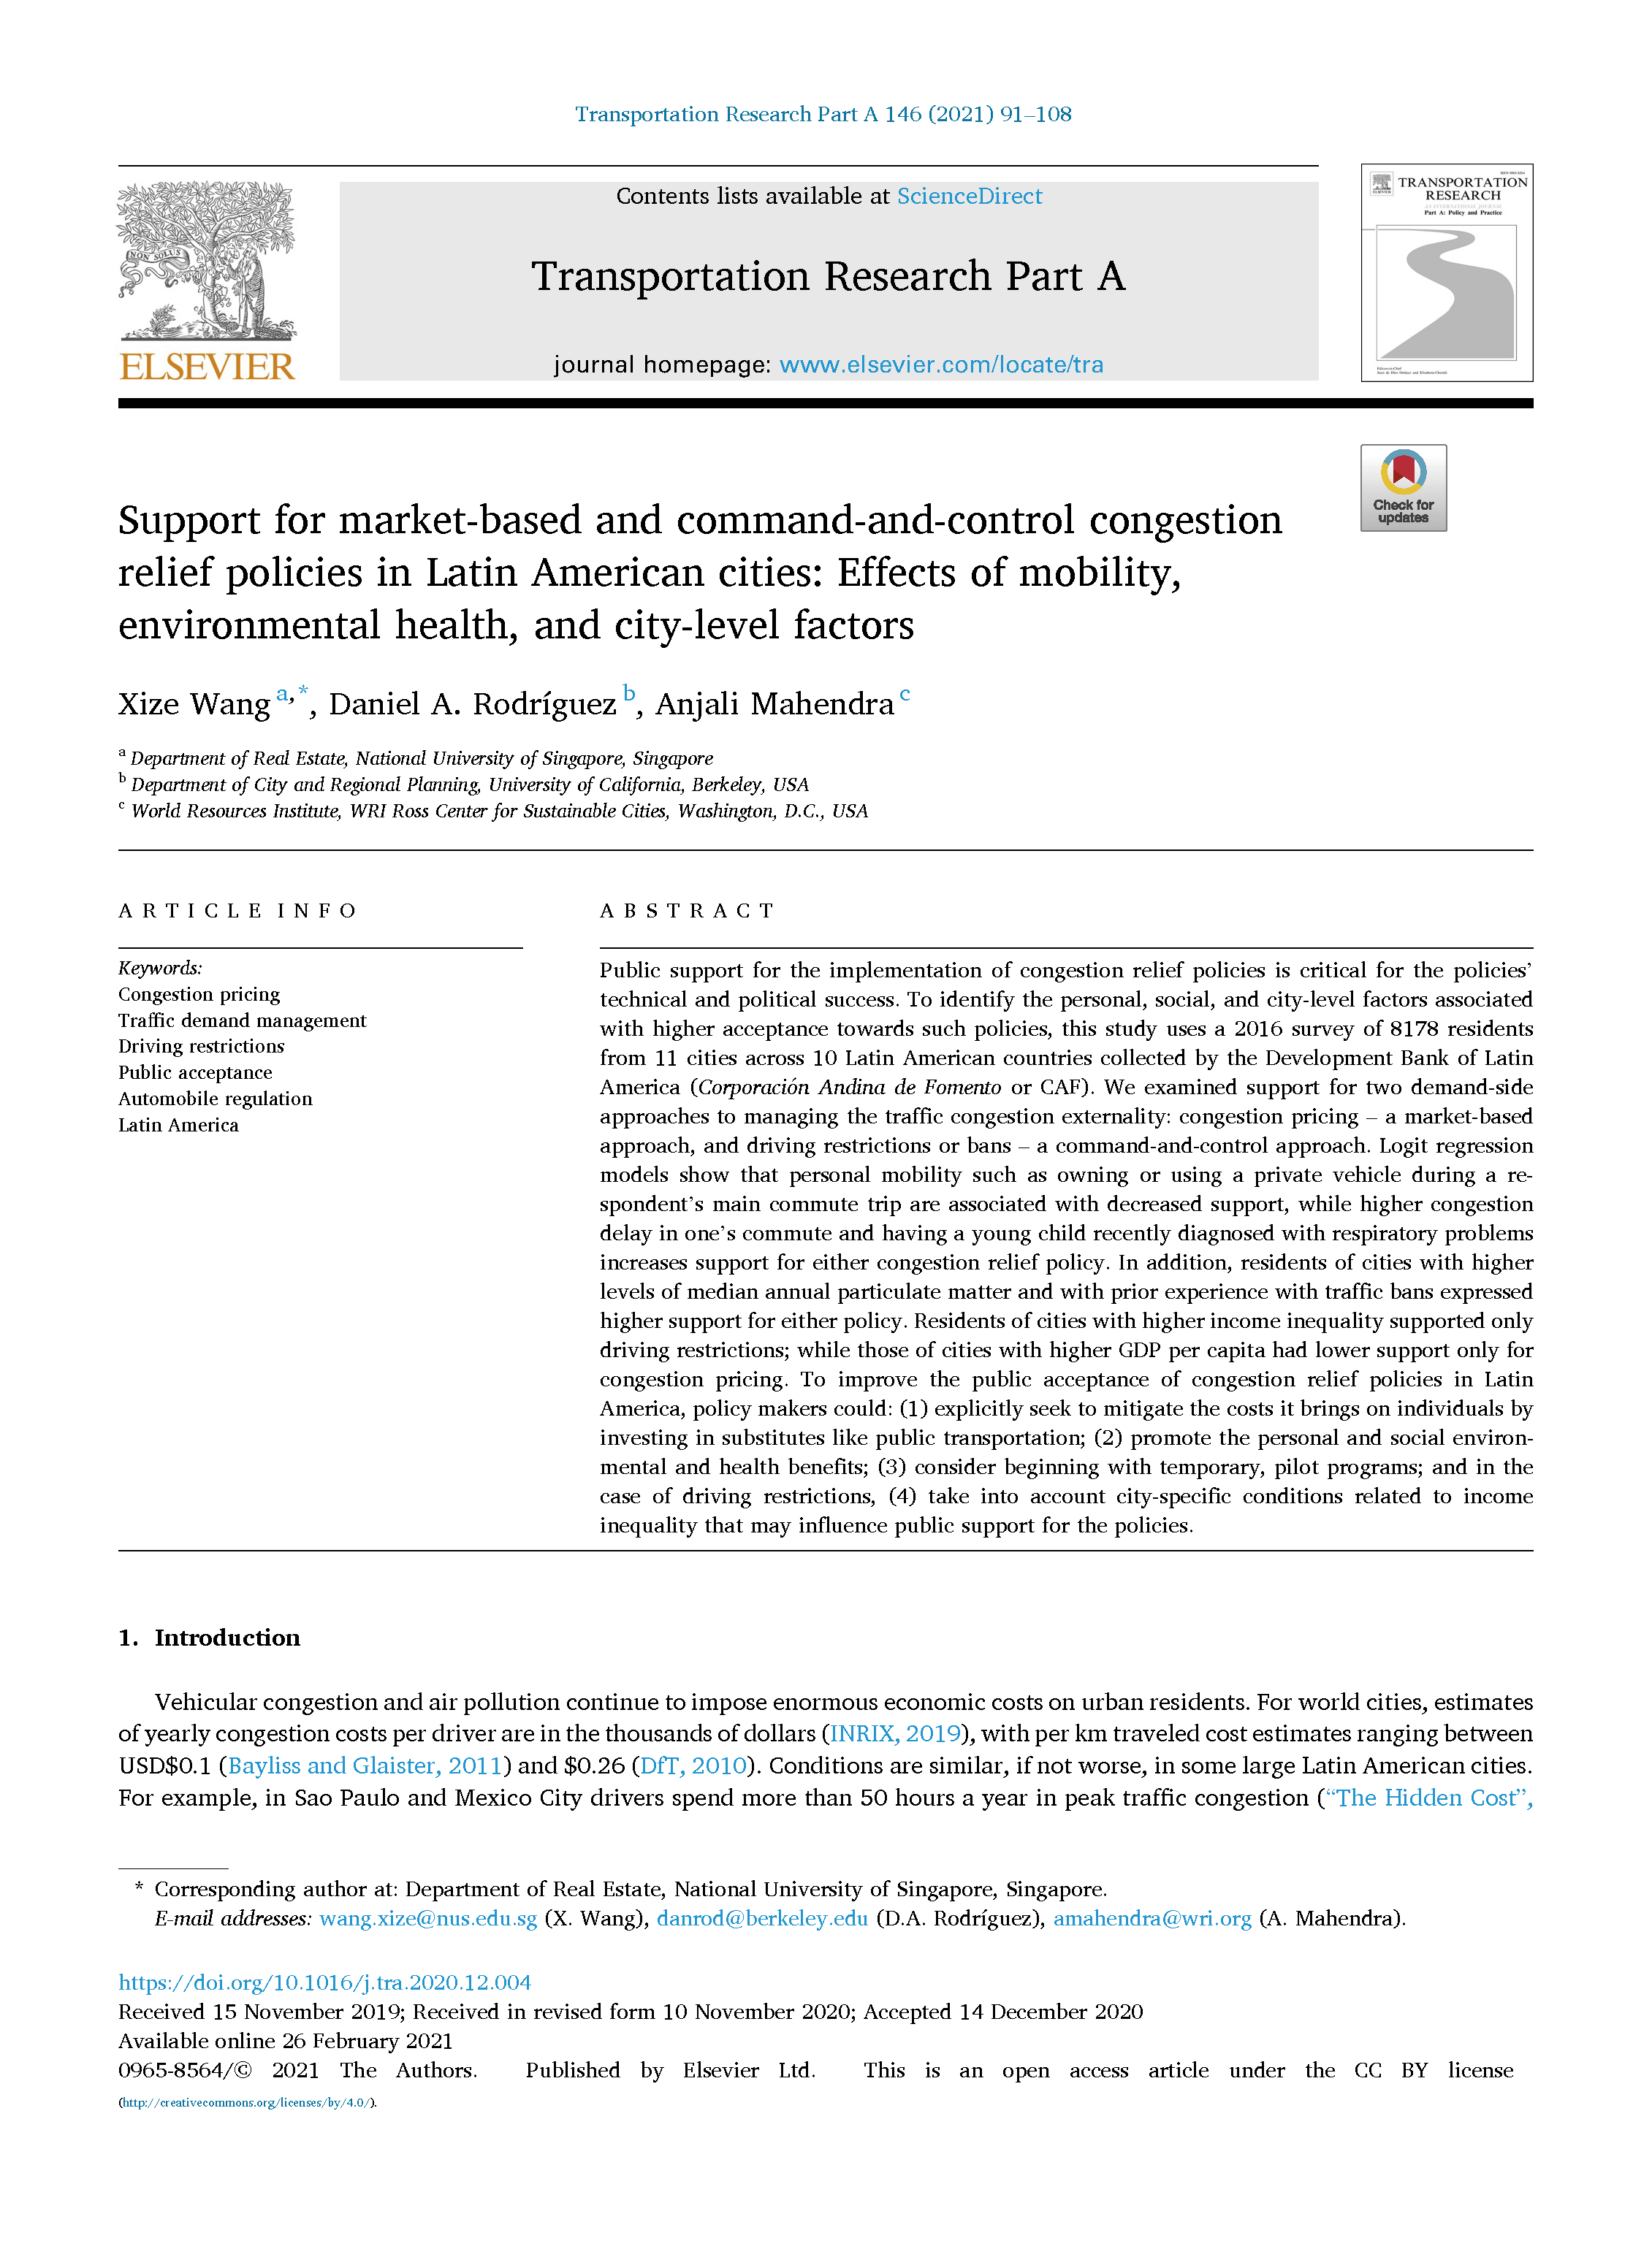 Transportation Research Part A 146 (2021) 91–108
Contents lists available at ScienceDirect
Transportation Research Part A
journal homepage: www.elsevier.com/locate/tra
NON SOLUS
ELSEVIER
TRANSPORTATION
RESEARCH
Part A: Policy and Practice
Check for
updates
Support for market-based and command-and-control congestion
relief policies in Latin American cities: Effects of mobility,
environmental health, and city-level factors
Xize Wang a,*, Daniel A. Rodríguez b, Anjali Mahendra c
a Department of Real Estate, National University of Singapore, Singapore
b Department of City and Regional Planning, University of California, Berkeley, USA
c World Resources Institute, WRI Ross Center for Sustainable Cities, Washington, D.C., USA
ARTICLE INFO
Keywords:
Congestion pricing
Traffic demand management
Driving restrictions
Public acceptance
Automobile regulation
Latin America
ABSTRACT
Public support for the implementation of congestion relief policies is critical for the policies’
technical and political success. To identify the personal, social, and city-level factors associated
with higher acceptance towards such policies, this study uses a 2016 survey of 8178 residents
from 11 cities across 10 Latin American countries collected by the Development Bank of Latin
America (Corporación Andina de Fomento or CAF). We examined support for two demand-side
approaches to managing the traffic congestion externality: congestion pricing – a market-based
approach, and driving restrictions or bans – a command-and-control approach. Logit regression
models show that personal mobility such as owning or using a private vehicle during a re-
spondent’s main commute trip are associated with decreased support, while higher congestion
delay in one’s commute and having a young child recently diagnosed with respiratory problems
increases support for either congestion relief policy. In addition, residents of cities with higher
levels of median annual particulate matter and with prior experience with traffic bans expressed
higher support for either policy. Residents of cities with higher income inequality supported only
driving restrictions; while those of cities with higher GDP per capita had lower support only for
congestion pricing. To improve the public acceptance of congestion relief policies in Latin
America, policy makers could: (1) explicitly seek to mitigate the costs it brings on individuals by
investing in substitutes like public transportation; (2) promote the personal and social environ-
mental and health benefits; (3) consider beginning with temporary, pilot programs; and in the
case of driving restrictions, (4) take into account city-specific conditions related to income
inequality that may influence public support for the policies.
1. Introduction
Vehicular congestion and air pollution continue to impose enormous economic costs on urban residents. For world cities, estimates
of yearly congestion costs per driver are in the thousands of dollars (INRIX, 2019), with per km traveled cost estimates ranging between
USD$0.1 (Bayliss and Glaister, 2011) and $0.26 (DfT, 2010). Conditions are similar, if not worse, in some large Latin American cities.
For example, in Sao Paulo and Mexico City drivers spend more than 50 hours a year in peak traffic congestion (“The Hidden Cost”,
* Corresponding author at: Department of Real Estate, National University of Singapore, Singapore.
E-mail addresses: wang.xize@nus.edu.sg (X. Wang), danrod@berkeley.edu (D.A. Rodríguez), amahendra@wri.org (A. Mahendra).
https://doi.org/10.1016/j.tra.2020.12.004
Received 15 November 2019; Received in revised form 10 November 2020; Accepted 14 December 2020
Available online 26 February 2021
0965-8564/© 2021 The Authors. Published by Elsevier Ltd. This is an open access article under the CC BY license
(http://creativecommons.org/licenses/by/4.0/).